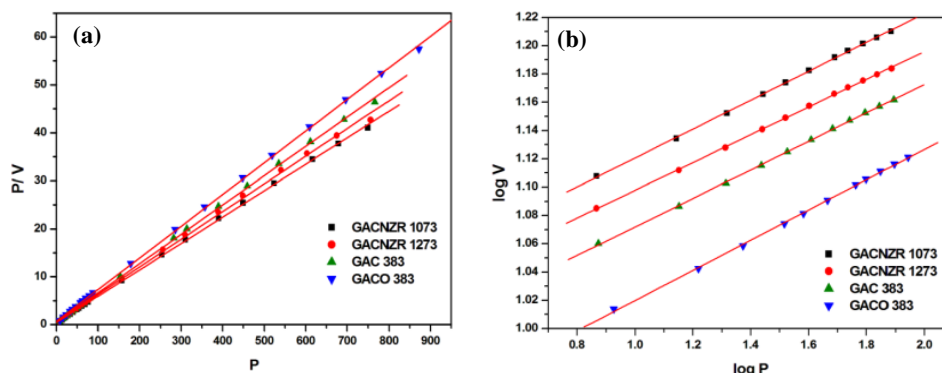 (a)
P/ V
60
50
40
30
20
10
0
0 100 200 300 400 500 600 700 800 900
P
GACNZR 1073
GACNZR 1273
GAC 383
GACO 383
(b)
log V
1.22
1.20
1.18
1.16
1.14
1.12
1.10
1.08
1.06
1.04
1.02
1.00
0.8 1.0 1.2 1.4 1.6 1.8 2.0
log P
GACNZR 1073
GACNZR 1273
GAC 383
GACO 383